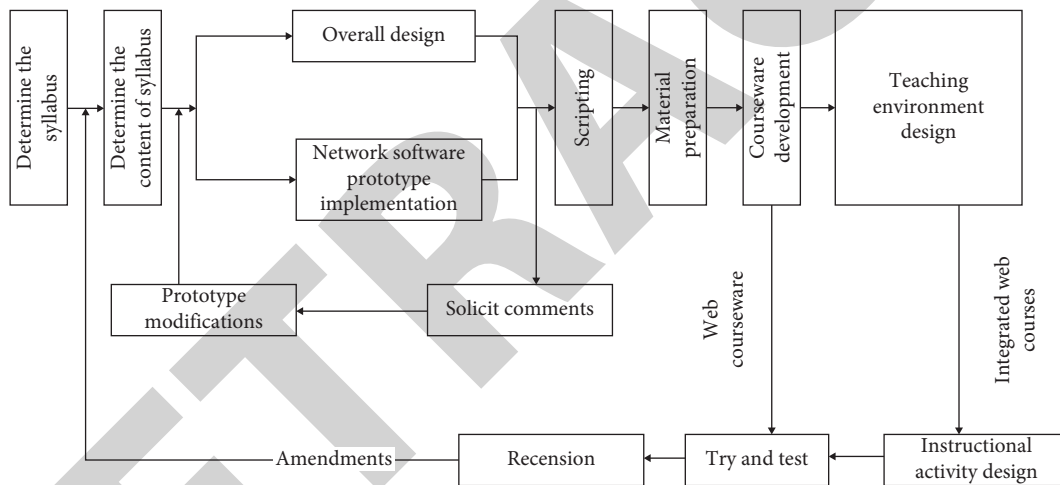 Determine the
syllabus
Determine the
content of syllabus
Overall design
Network software
prototype
implementation
Scripting
Material
preparation
Courseware
development
Teaching
environment
design
Prototype
modifications
Solicit comments
Web
courseware
Integrated web
courses
Amendments
Recension
Try and test
Instructional
activity design